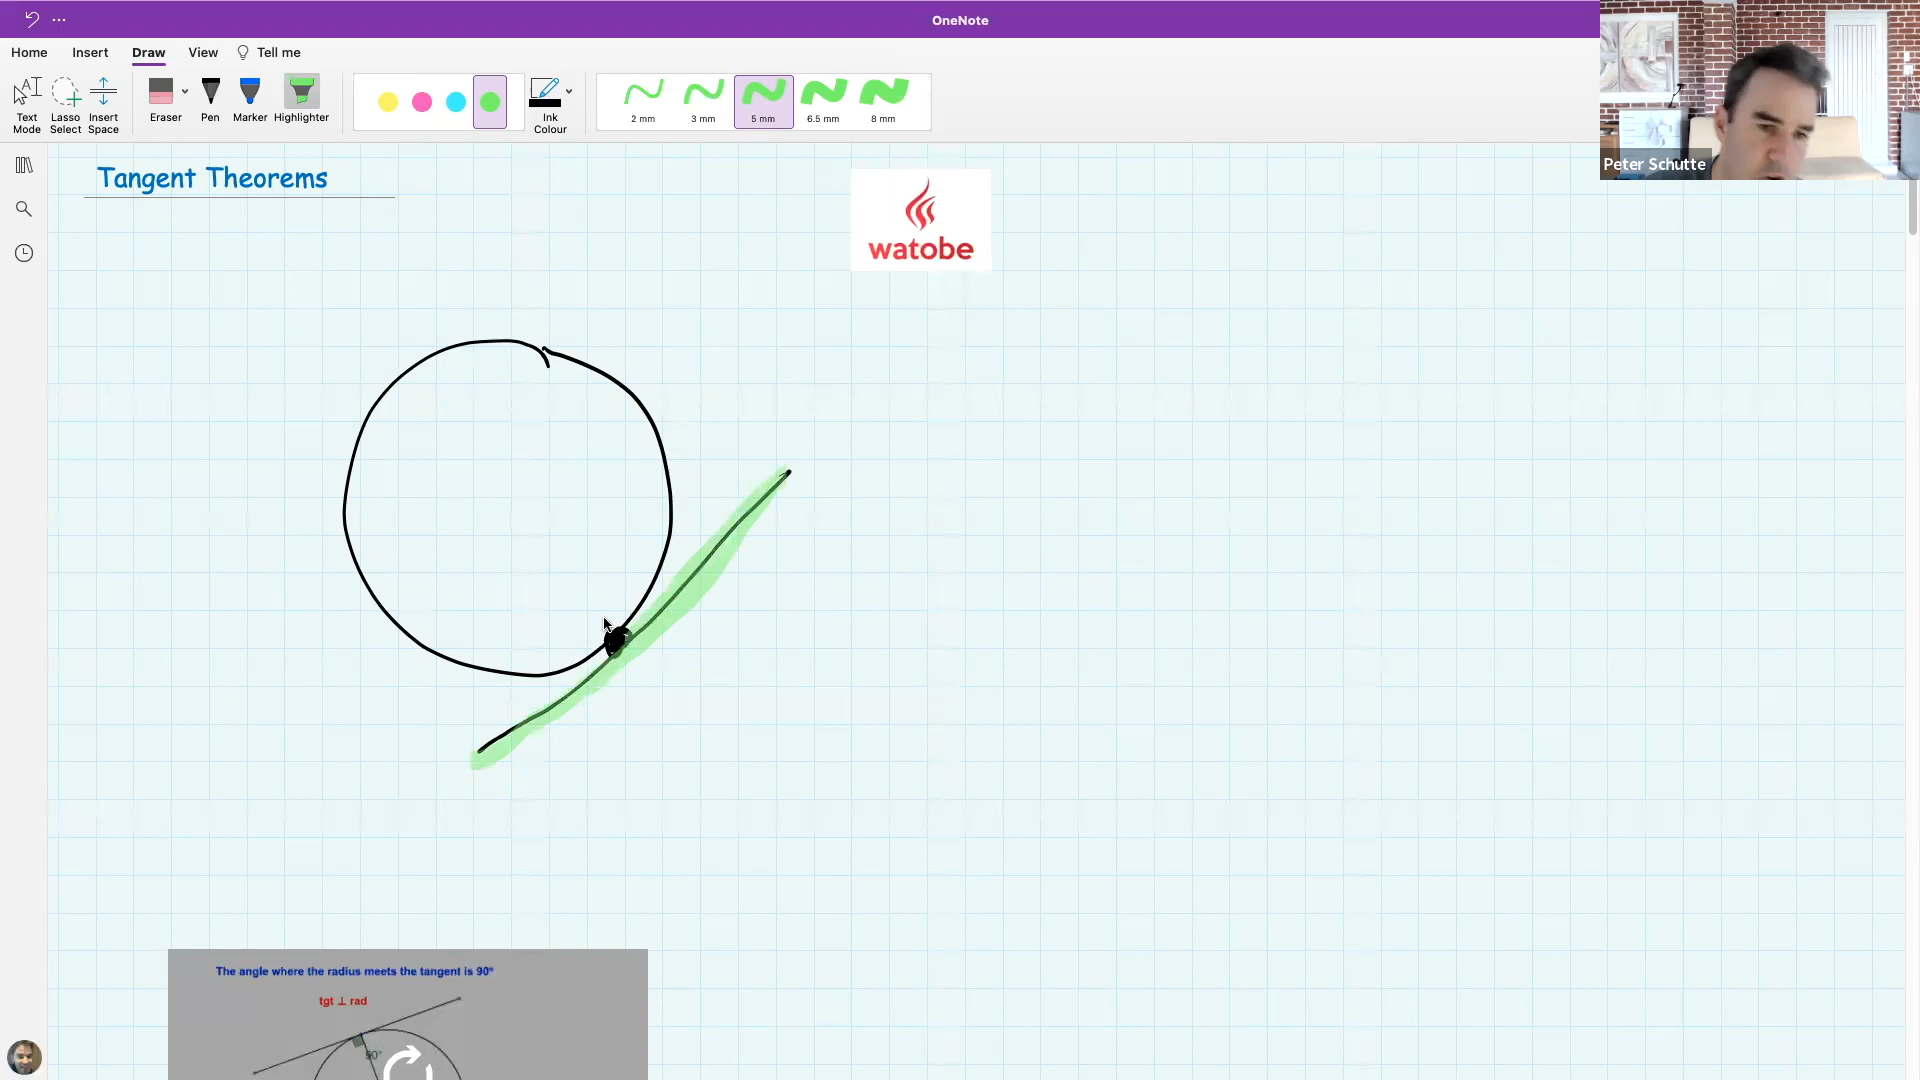 OneNote
Home Insert Draw View Tell me
Text Mode
Lasso Select
Insert Space
Eraser
Pen
Marker
Highlighter
Ink Colour
2 mm
3 mm
5 mm
6.5 mm
8 mm
Peter Schutte
Tangent Theorems
watobe
The angle where the radius meets the tangent is 90°
tgt ⊥ rad
90°